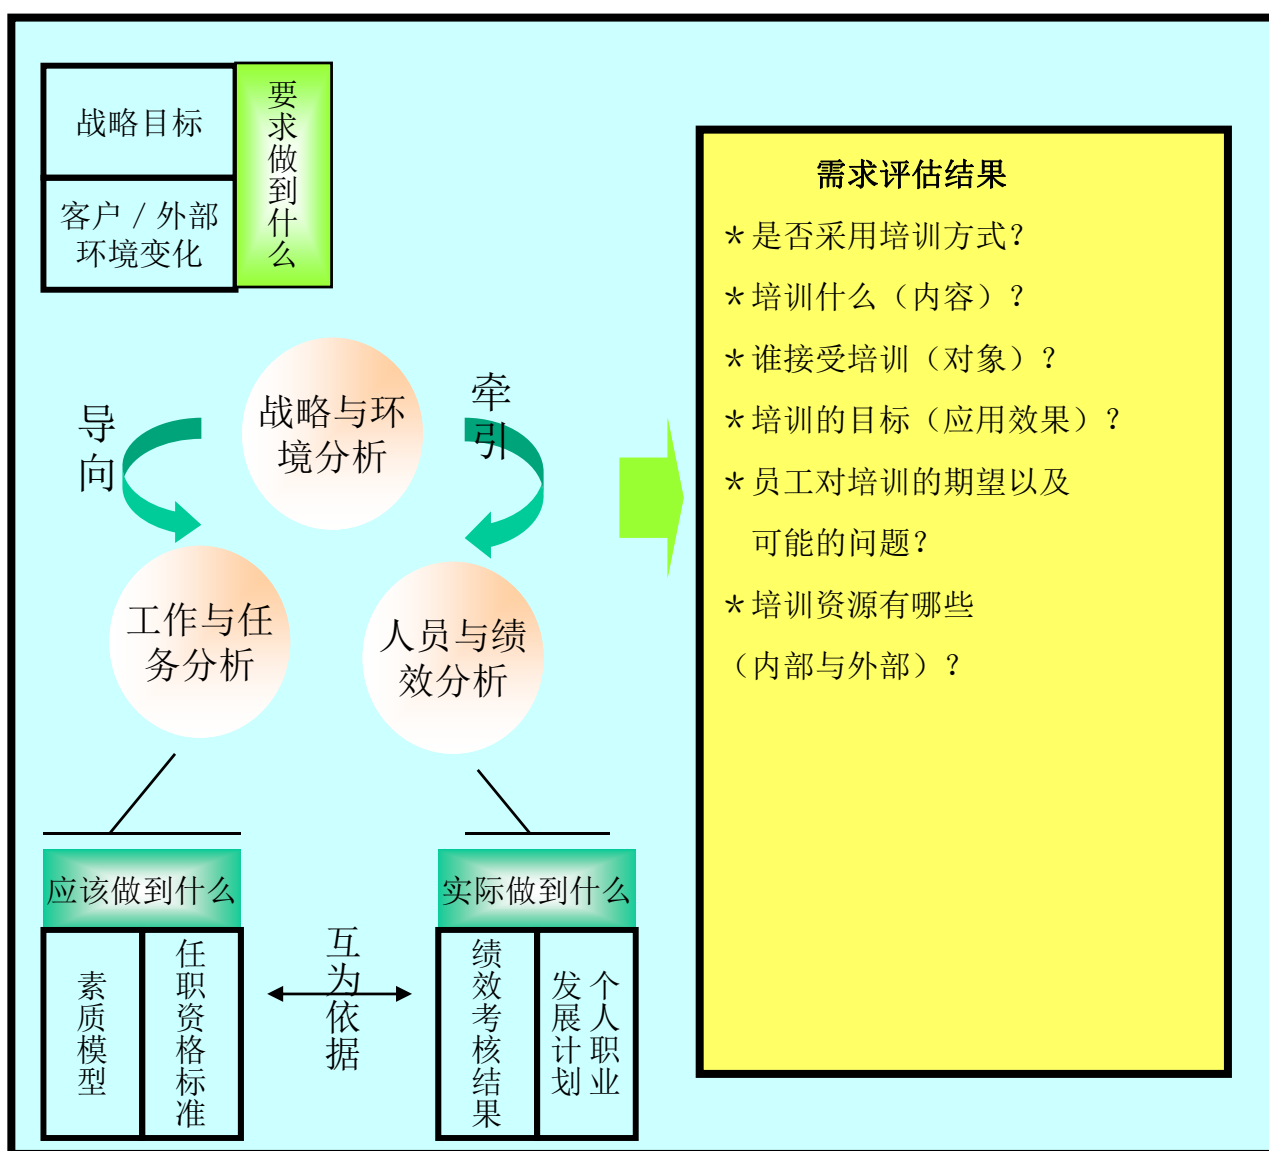 战略目标
客户／外部
环境变化
要求做到什么
战略与环
境分析
导向
牵引
工作与任
务分析
人员与绩
效分析
应该做到什么
素质模型
任职资格标准
互为依据
实际做到什么
绩效考核结果
个人职业
发展计划
需求评估结果
＊是否采用培训方式？
＊培训什么（内容）？
＊谁接受培训（对象）？
＊培训的目标（应用效果）？
＊员工对培训的期望以及
可能的问题？
＊培训资源有哪些
（内部与外部）？